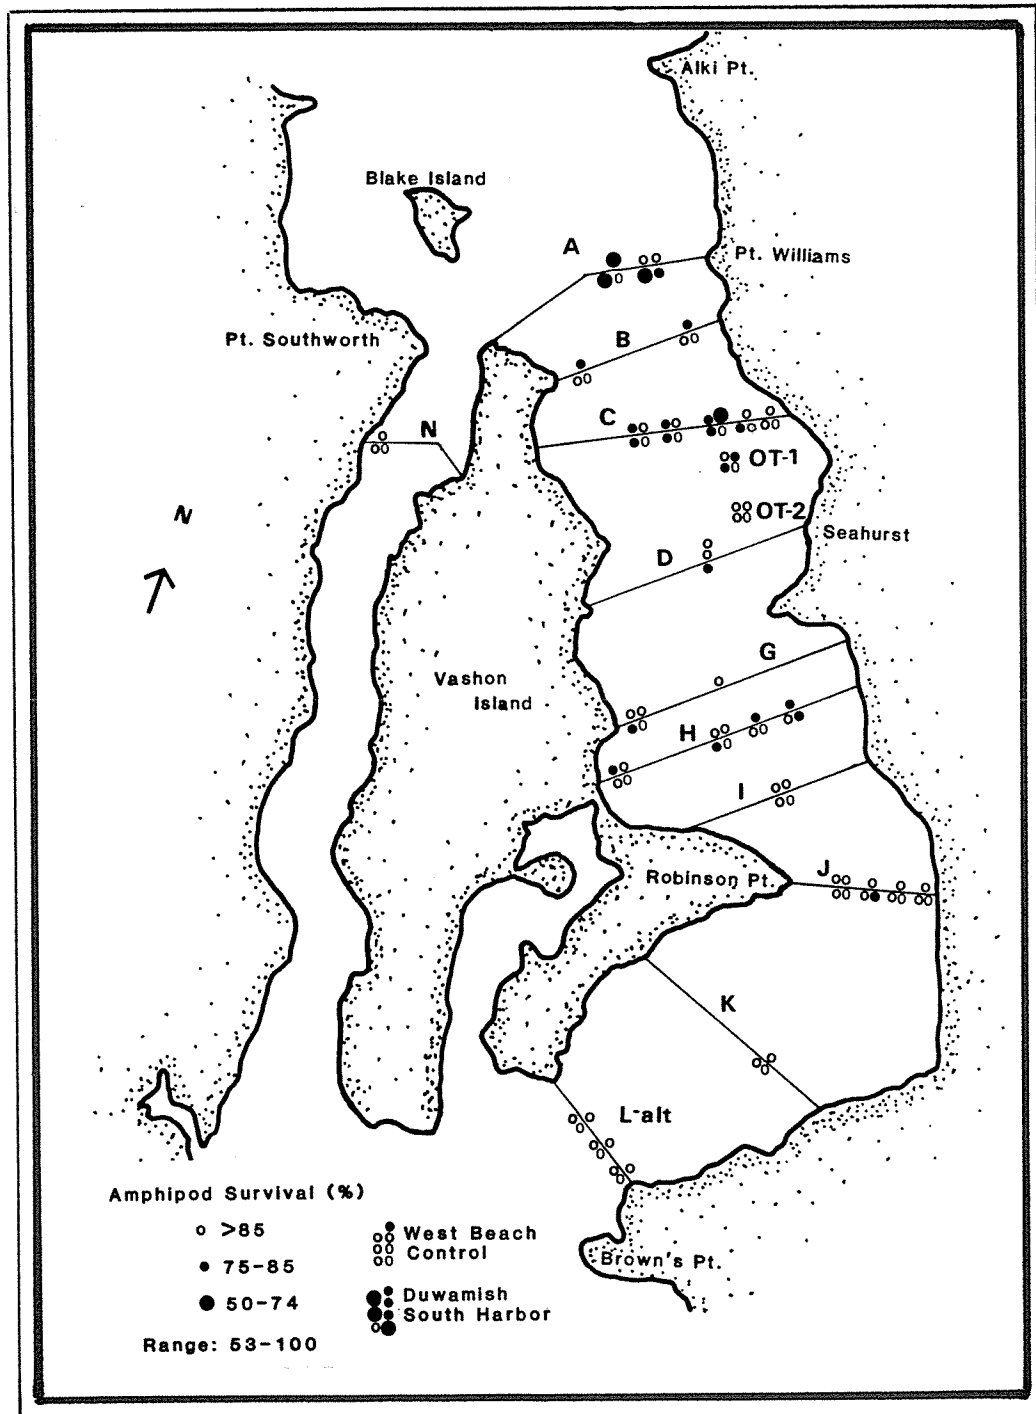 Alki Pt.
Blake Island
A
Pt. Williams
Pt. Southworth
B
C
N
OT-1
OT-2
N
Seahurst
D
G
Vashon
Island
H
I
Robinson Pt.
J
K
L-alt
Brown's Pt.
Amphipod Survival (%)
>85
75-85
50-74
Range: 53-100
West Beach
Control
Duwamish
South Harbor